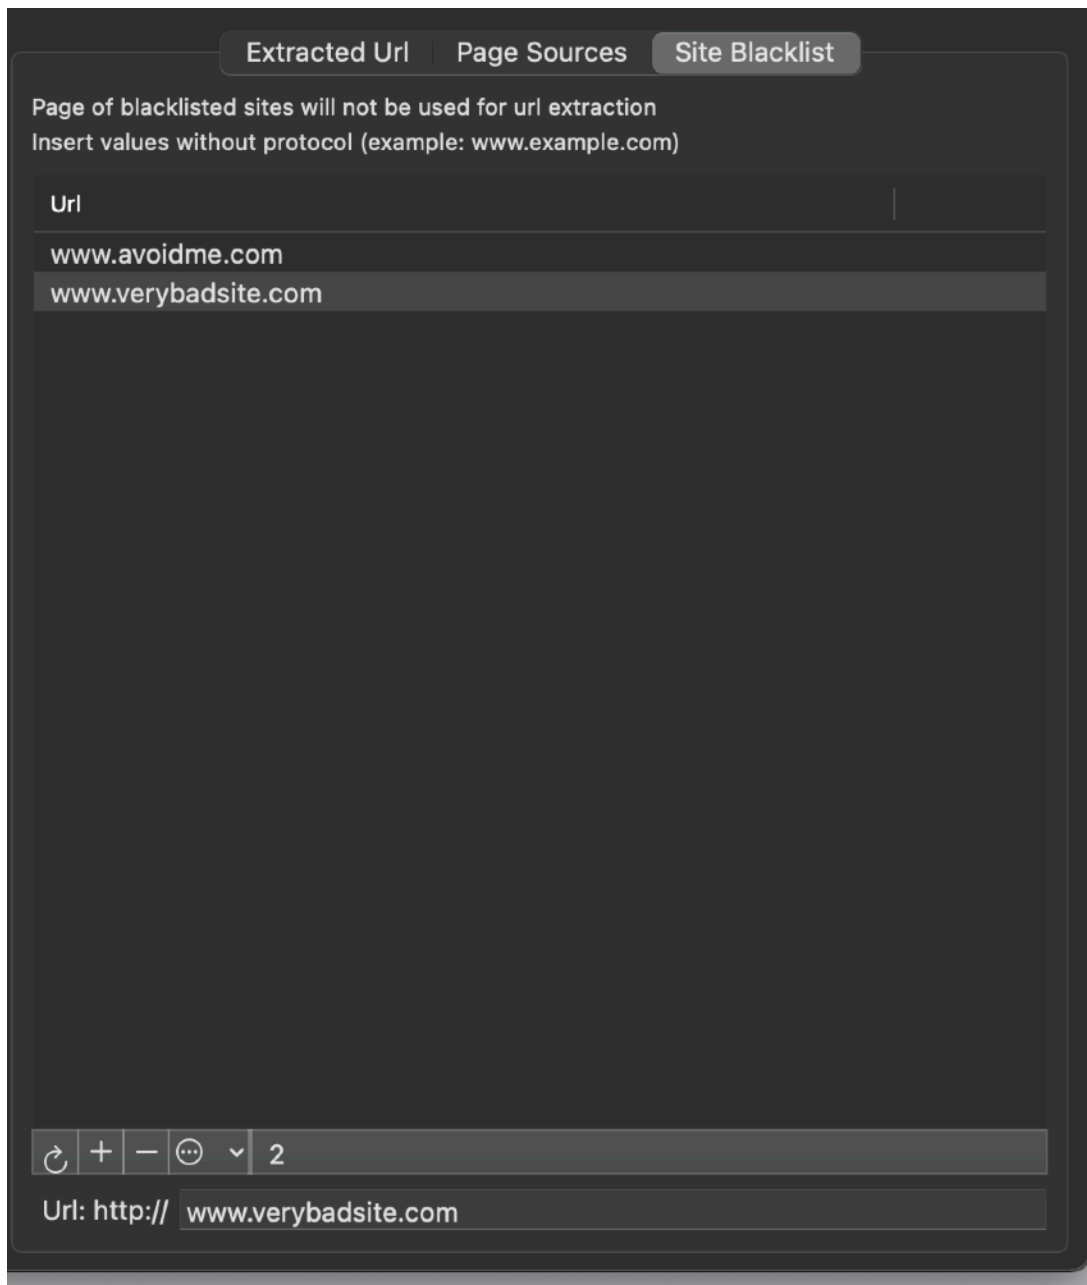 Extracted Url Page Sources Site Blacklist
Page of blacklisted sites will not be used for url extraction
Insert values without protocol (example: www.example.com)
Url
www.avoidme.com
www.verybadsite.com
2
Url: http:// www.verybadsite.com